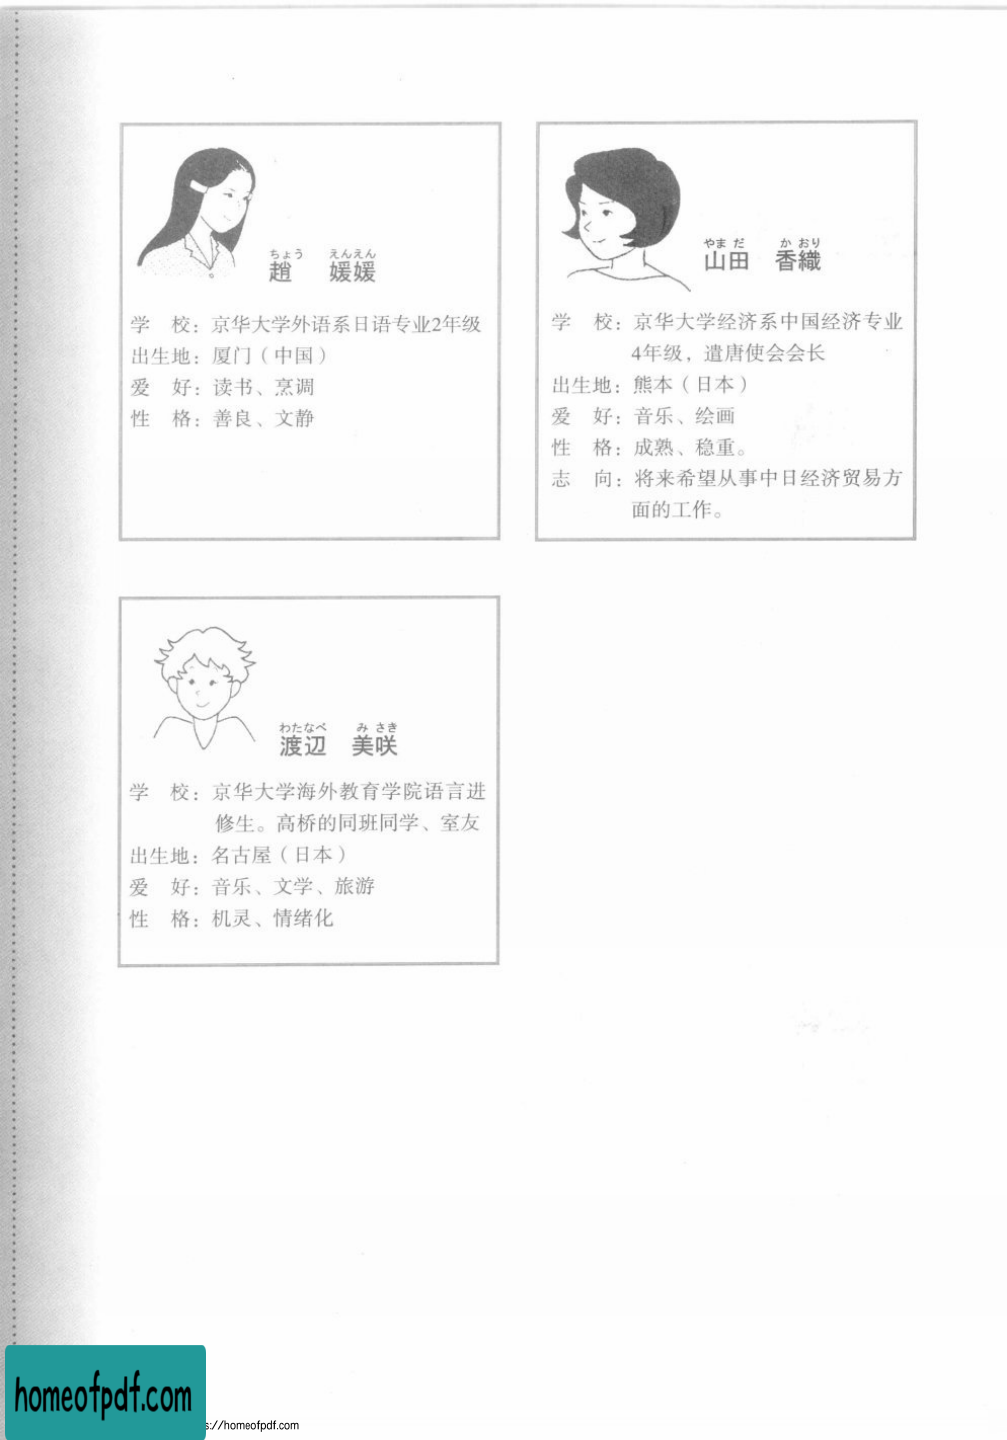 ちょう えんえん
趙 媛媛
学 校：京华大学外语系日语专业2年级
出生地：厦门（中国）
爱 好：读书、烹调
性 格：善良、文静
やま だ か おり
山田 香織
学 校：京华大学经济系中国经济专业
4年级，遣唐使会会长
出生地：熊本（日本）
爱 好：音乐、绘画
性 格：成熟、稳重。
志 向：将来希望从事中日经济贸易方
面的工作。
わたなべ み さき
渡辺 美咲
学 校：京华大学海外教育学院语言进
修生。高桥的同班同学、室友
出生地：名古屋（日本）
爱 好：音乐、文学、旅游
性 格：机灵、情绪化
homeofpdf.com
s://homeofpdf.com